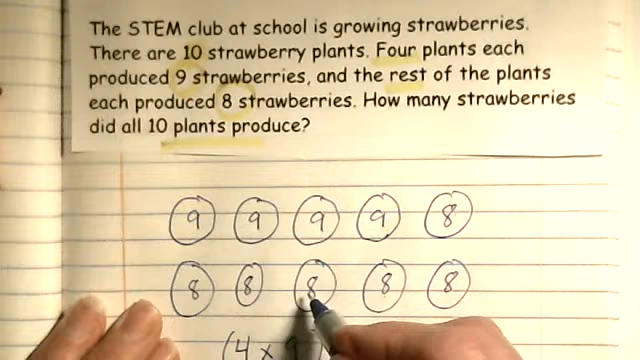 The STEM club at school is growing strawberries.
There are 10 strawberry plants. Four plants each
produced 9 strawberries, and the rest of the plants
each produced 8 strawberries. How many strawberries
did all 10 plants produce?
9 9 9 9 8
8 8 8 8 8
(4 x 9)